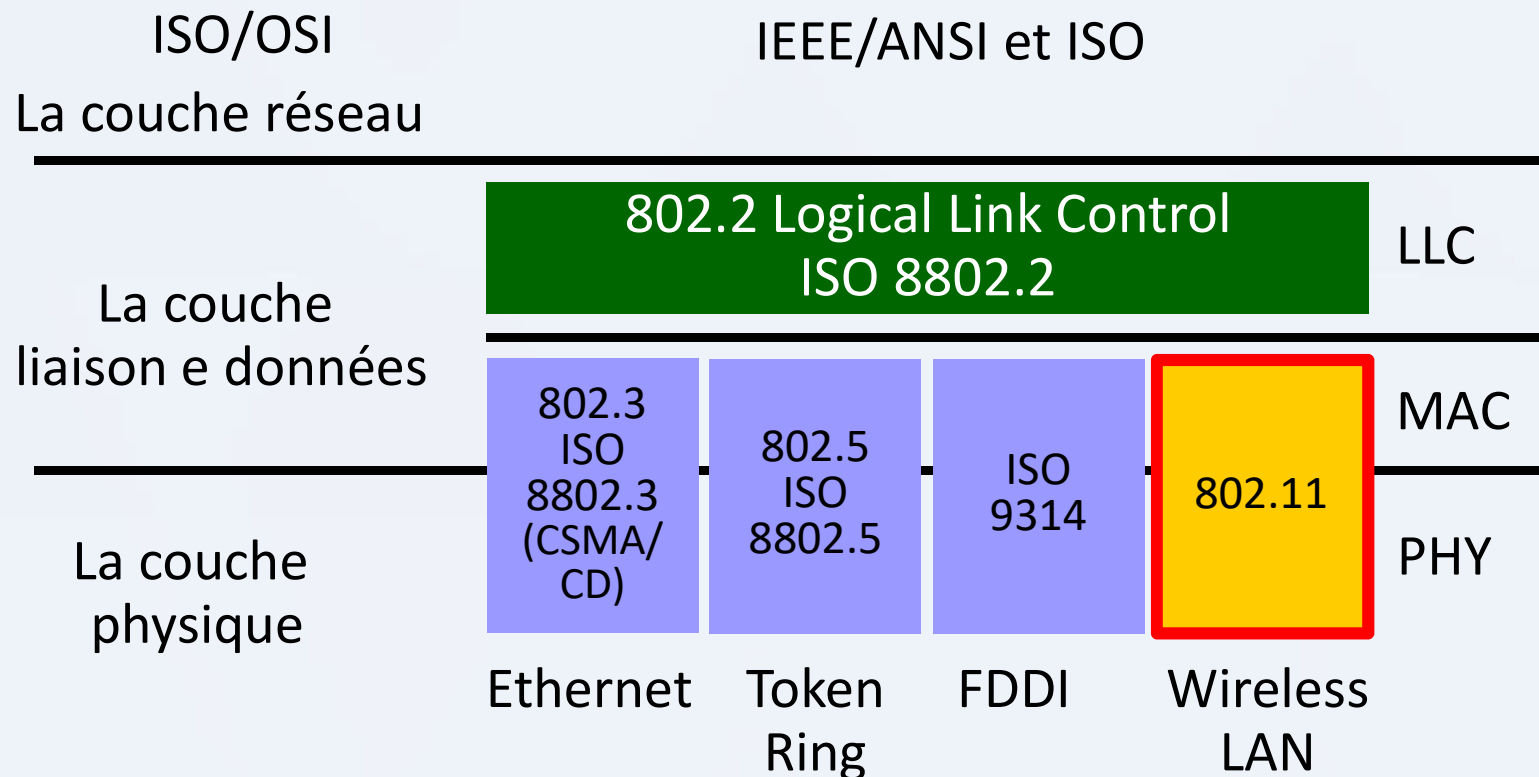 ISO/OSI
IEEE/ANSI et ISO
La couche réseau
802.2 Logical Link Control
ISO 8802.2
LLC
La couche
liaison e données
802.3
ISO
8802.3
(CSMA/
CD)
802.5
ISO
8802.5
ISO
9314
802.11
MAC
La couche
physique
PHY
Ethernet
Token
Ring
FDDI
Wireless
LAN